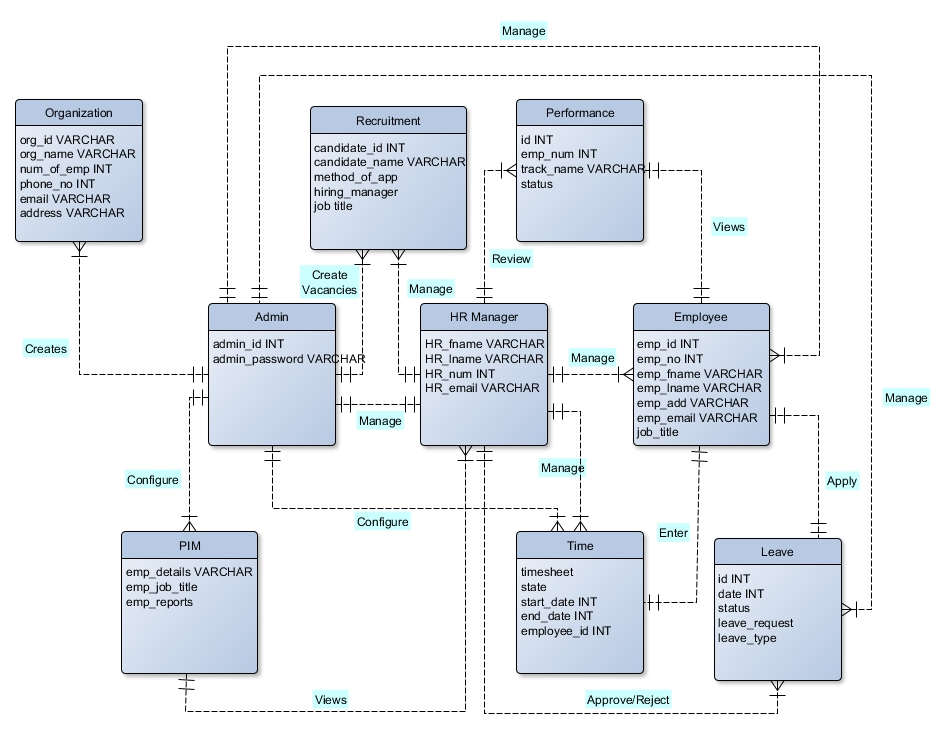 Manage
Organization
org_id VARCHAR
org_name VARCHAR
num_of_emp INT
phone_no INT
email VARCHAR
address VARCHAR
Recruitment
candidate_id INT
candidate_name VARCHAR
method_of_app
hiring_manager
job title
Performance
id INT
emp_num INT
track_name VARCHAR
status
Views
Review
Create
Vacancies
Manage
Admin
admin_id INT
admin_password VARCHAR
HR Manager
HR_fname VARCHAR
HR_lname VARCHAR
HR_num INT
HR_email VARCHAR
Employee
emp_id INT
emp_no INT
emp_fname VARCHAR
emp_lname VARCHAR
emp_add VARCHAR
emp_email VARCHAR
job_title
Creates
Manage
Manage
Manage
Manage
Configure
Apply
Configure
Enter
PIM
emp_details VARCHAR
emp_job_title
emp_reports
Time
timesheet
state
start_date INT
end_date INT
employee_id INT
Leave
id INT
date INT
status
leave_request
leave_type
Views
Approve/Reject